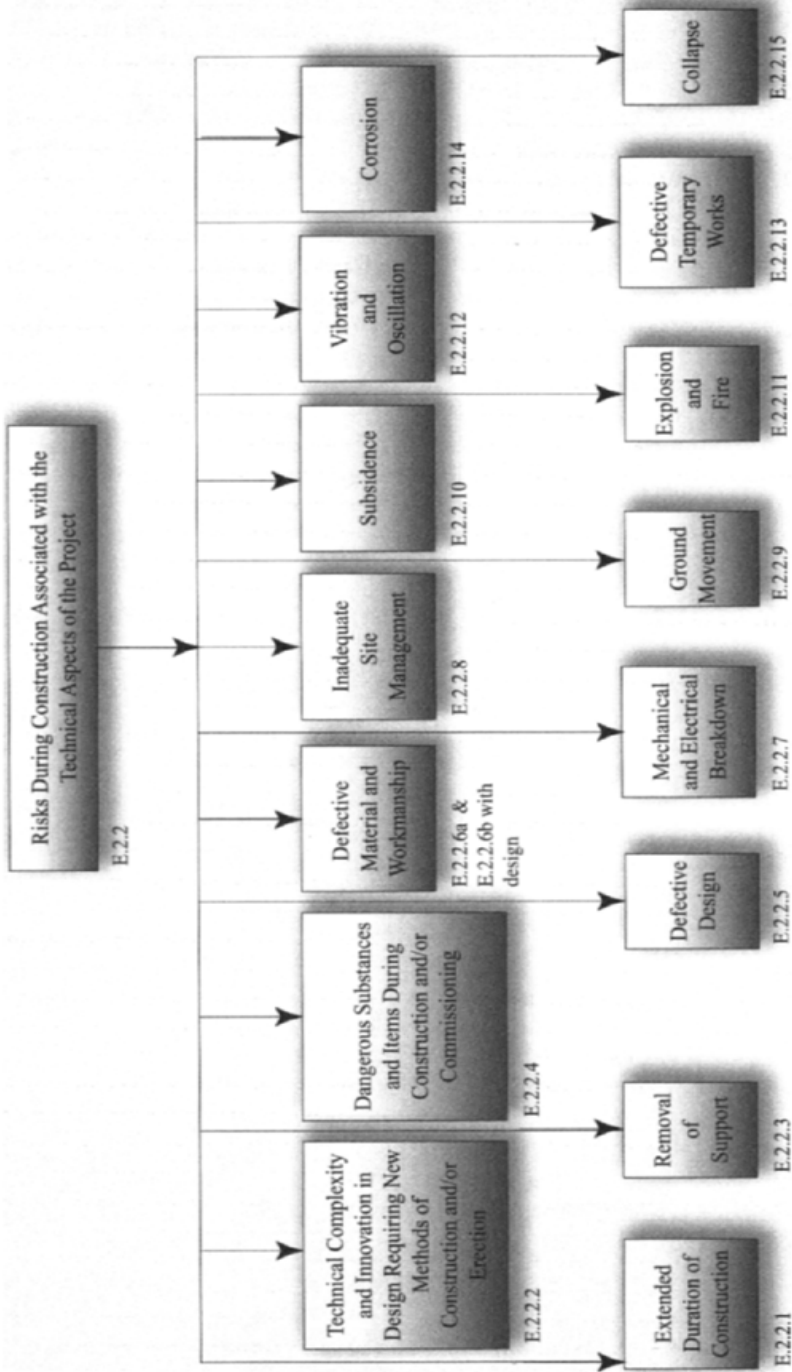 Risks During Construction Associated with the
Technical Aspects of the Project
E.2.2
Technical Complexity
and Innovation in
Design Requiring New
Methods of
Construction and/or
Erection
E.2.2.2
Dangerous Substances
and Items During
Construction and/or
Commissioning
E.2.2.4
Defective
Material and
Workmanship
E.2.2.6a &
E.2.2.6b with
design
Inadequate
Site
Management
E.2.2.8
Subsidence
E.2.2.10
Vibration
and
Oscillation
E.2.2.12
Corrosion
E.2.2.14
Extended
Duration of
Construction
E.2.2.1
Removal
of
Support
E.2.2.3
Defective
Design
E.2.2.5
Mechanical
and Electrical
Breakdown
E.2.2.7
Ground
Movement
E.2.2.9
Explosion
and
Fire
E.2.2.11
Defective
Temporary
Works
E.2.2.13
Collapse
E.2.2.15